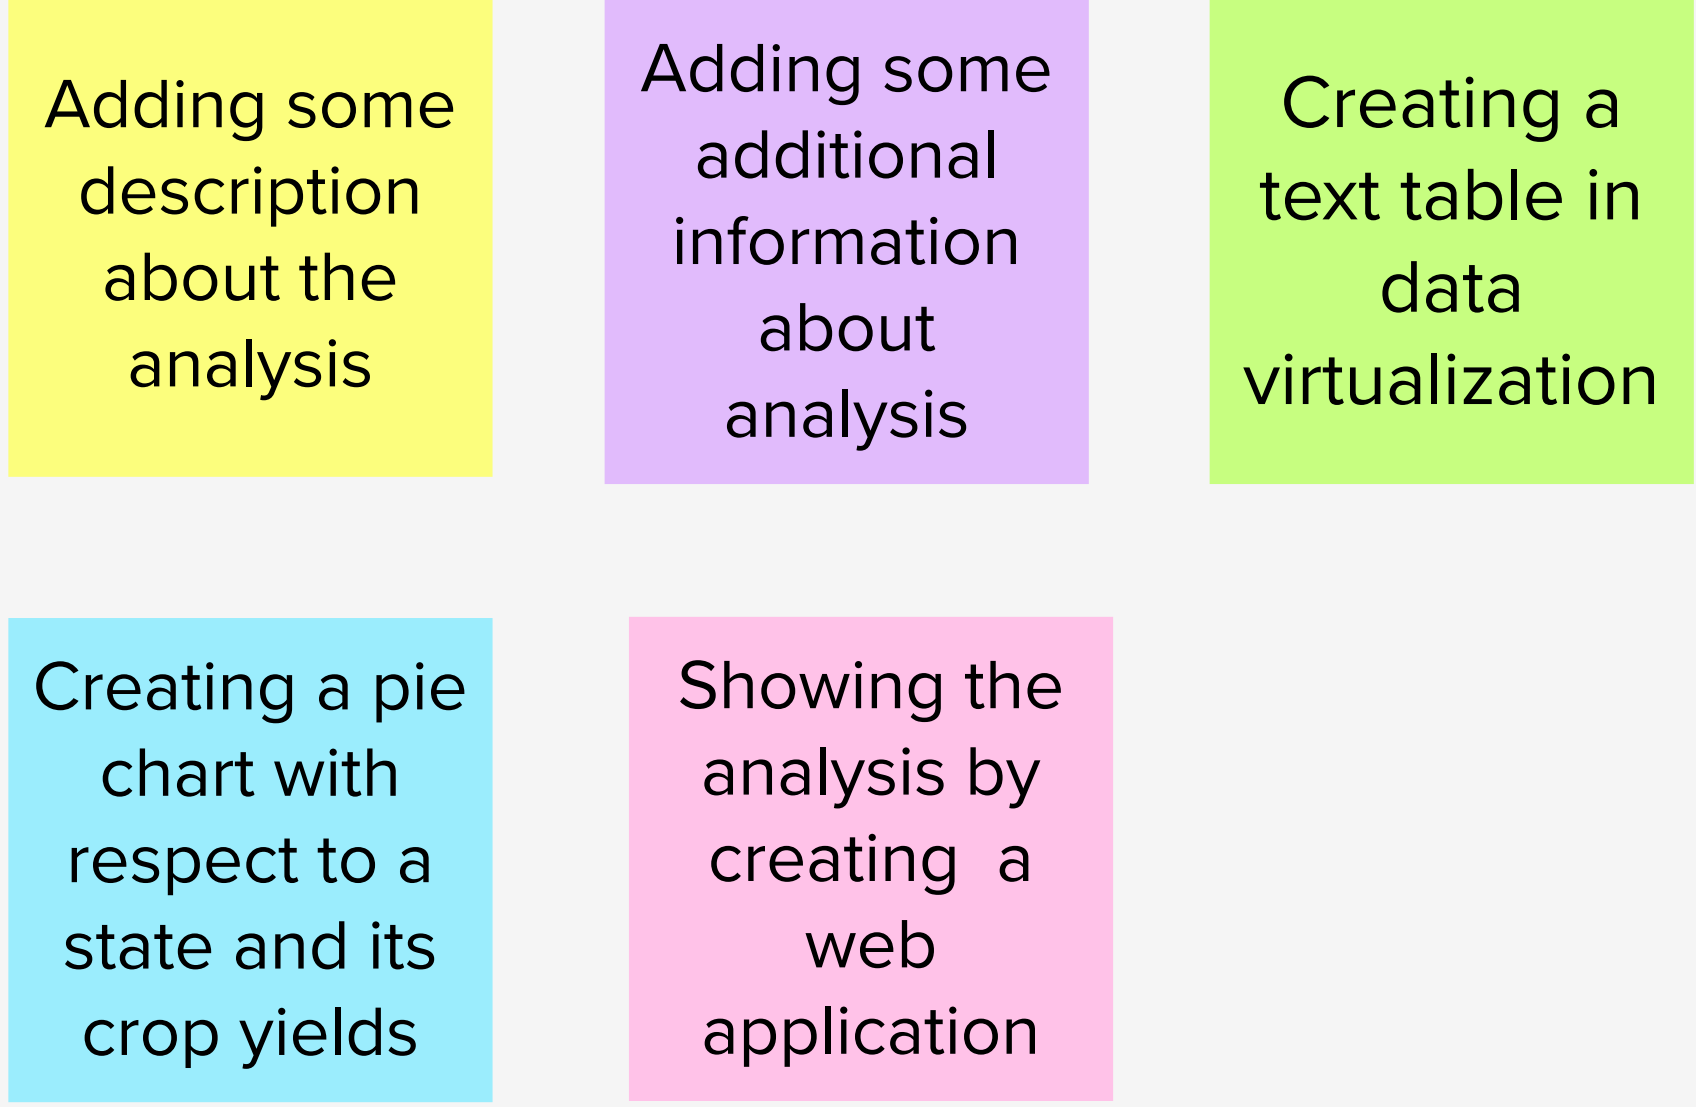 Adding some
description
about the
analysis
Adding some
additional
information
about
analysis
Creating a
text table in
data
virtualization
Creating a pie
chart with
respect to a
state and its
crop yields
Showing the
analysis by
creating  a
web
application